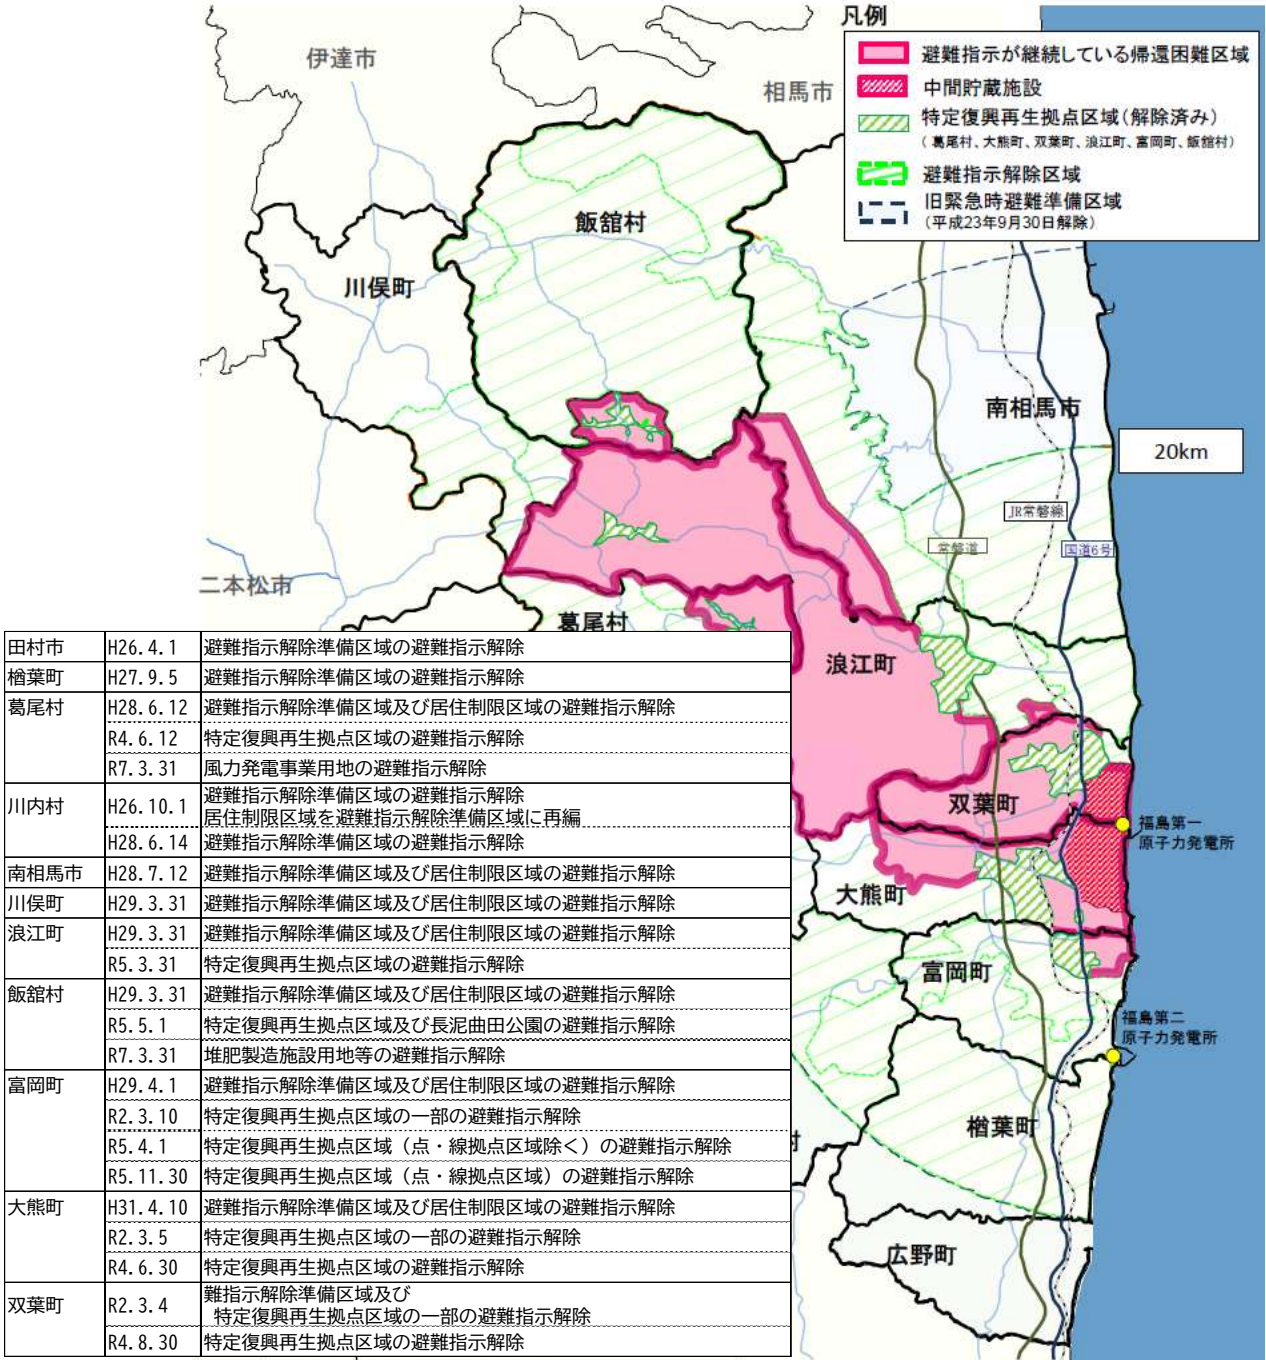 凡例
避難指示が継続している帰還困難区域
中間貯蔵施設
特定復興再生拠点区域(解除済み)
(葛尾村、大熊町、双葉町、浪江町、富岡町、飯舘村)
避難指示解除区域
旧緊急時避難準備区域
(平成23年9月30日解除)
伊達市
相馬市
飯舘村
川俣町
南相馬市
20km
JR常磐線
常磐道
国道6号
二本松市
葛尾村
浪江町
双葉町
福島第一
原子力発電所
大熊町
富岡町
福島第二
原子力発電所
楢葉町
村
広野町
田村市 H26.4.1 避難指示解除準備区域の避難指示解除
楢葉町 H27.9.5 避難指示解除準備区域の避難指示解除
葛尾村 H28.6.12 避難指示解除準備区域及び居住制限区域の避難指示解除
R4.6.12 特定復興再生拠点区域の避難指示解除
R7.3.31 風力発電事業用地の避難指示解除
川内村 H26.10.1 避難指示解除準備区域の避難指示解除
居住制限区域を避難指示解除準備区域に再編
H28.6.14 避難指示解除準備区域の避難指示解除
南相馬市 H28.7.12 避難指示解除準備区域及び居住制限区域の避難指示解除
川俣町 H29.3.31 避難指示解除準備区域及び居住制限区域の避難指示解除
浪江町 H29.3.31 避難指示解除準備区域及び居住制限区域の避難指示解除
R5.3.31 特定復興再生拠点区域の避難指示解除
飯舘村 H29.3.31 避難指示解除準備区域及び居住制限区域の避難指示解除
R5.5.1 特定復興再生拠点区域及び長泥曲田公園の避難指示解除
R7.3.31 堆肥製造施設用地等の避難指示解除
富岡町 H29.4.1 避難指示解除準備区域及び居住制限区域の避難指示解除
R2.3.10 特定復興再生拠点区域の一部の避難指示解除
R5.4.1 特定復興再生拠点区域（点・線拠点区域除く）の避難指示解除
R5.11.30 特定復興再生拠点区域（点・線拠点区域）の避難指示解除
大熊町 H31.4.10 避難指示解除準備区域及び居住制限区域の避難指示解除
R2.3.5 特定復興再生拠点区域の一部の避難指示解除
R4.6.30 特定復興再生拠点区域の避難指示解除
双葉町 R2.3.4 難指示解除準備区域及び
特定復興再生拠点区域の一部の避難指示解除
R4.8.30 特定復興再生拠点区域の避難指示解除